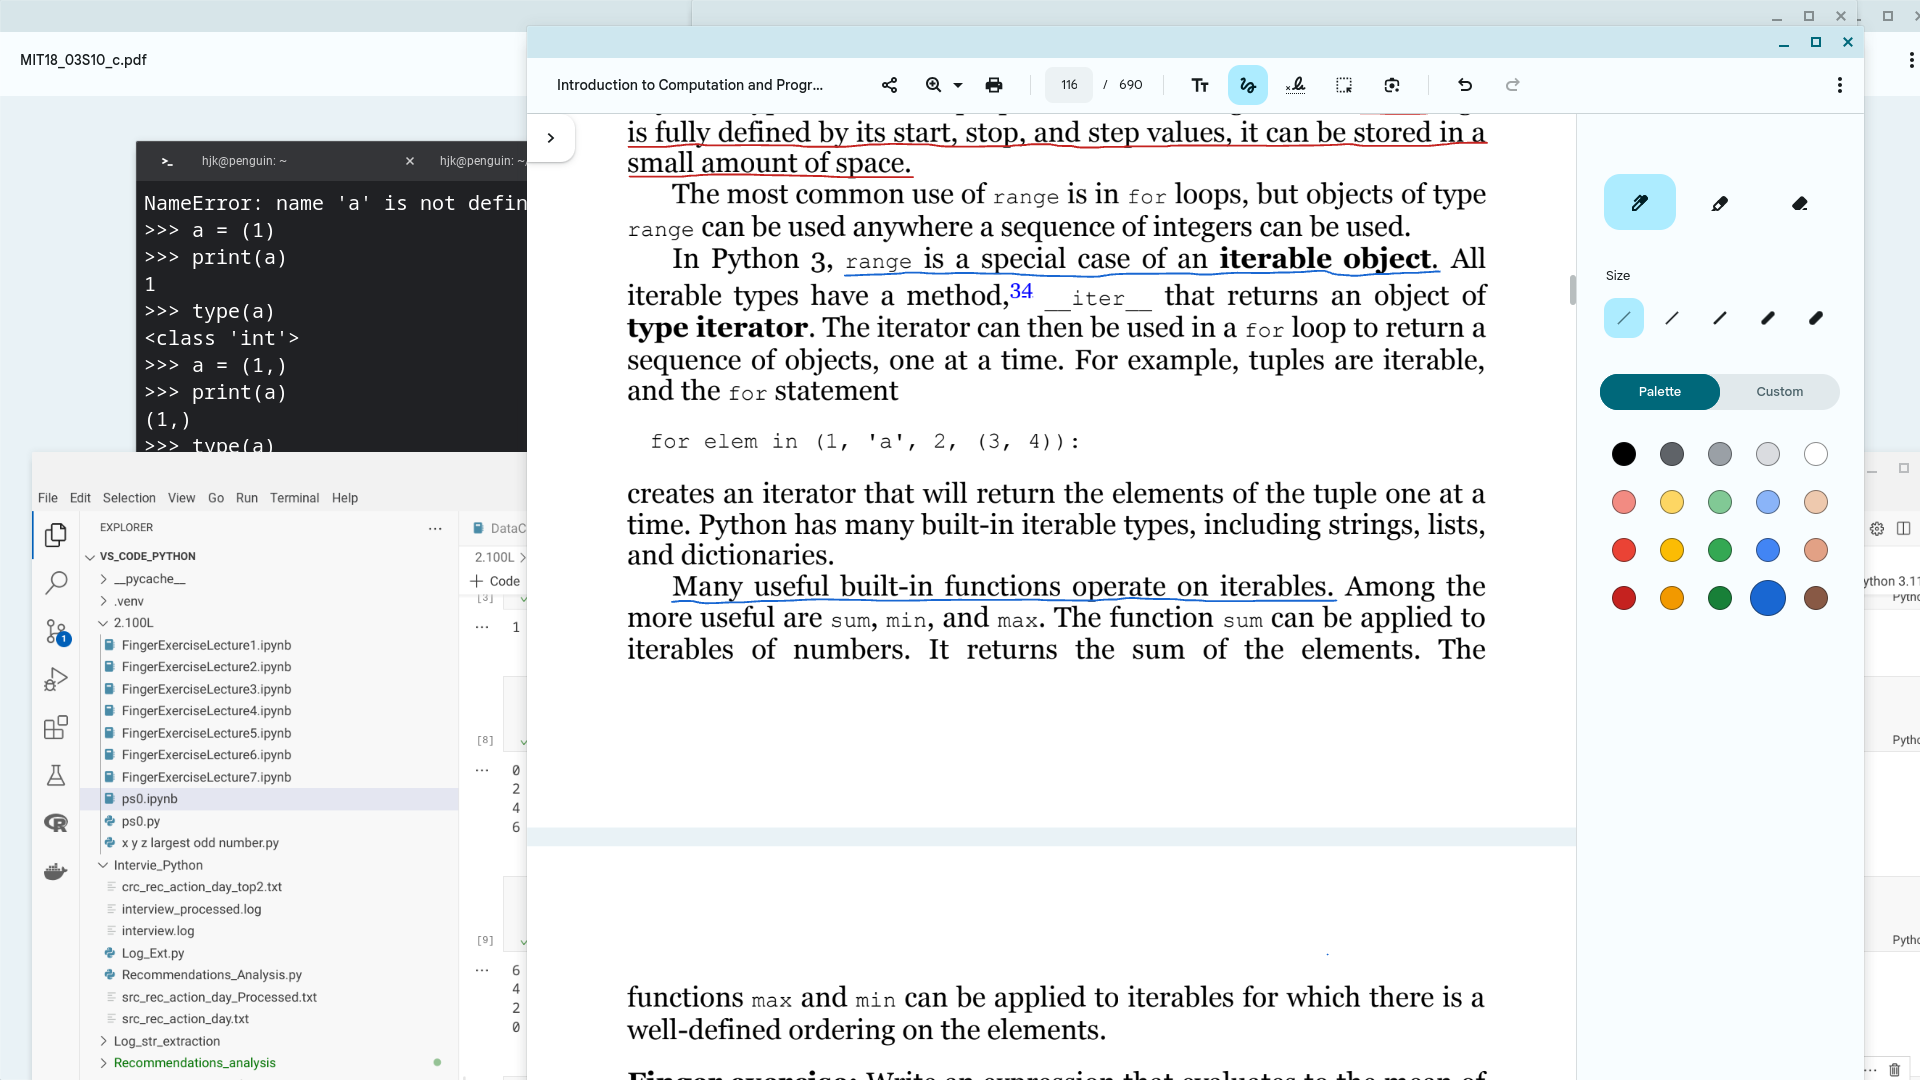 MIT18_03S10_c.pdf
hjk@penguin: ~
hjk@penguin: ~
NameError: name 'a' is not defin
>>> a = (1)
>>> print(a)
1
>>> type(a)
<class 'int'>
>>> a = (1,)
>>> print(a)
(1,)
>>> type(a)
File Edit Selection View Go Run Terminal Help
EXPLORER
VS_CODE_PYTHON
__pycache__
.venv
2.100L
FingerExerciseLecture1.ipynb
FingerExerciseLecture2.ipynb
FingerExerciseLecture3.ipynb
FingerExerciseLecture4.ipynb
FingerExerciseLecture5.ipynb
FingerExerciseLecture6.ipynb
FingerExerciseLecture7.ipynb
ps0.ipynb
ps0.py
x y z largest odd number.py
Intervie_Python
crc_rec_action_day_top2.txt
interview_processed.log
interview.log
Log_Ext.py
Recommendations_Analysis.py
src_rec_action_day_Processed.txt
src_rec_action_day.txt
Log_str_extraction
Recommendations_analysis
1
DataC
2.100L >
+ Code
[3]
1
[8]
0
2
4
6
[9]
6
4
2
0
Introduction to Computation and Progr...
116 / 690
is fully defined by its start, stop, and step values, it can be stored in a
small amount of space.
The most common use of range is in for loops, but objects of type
range can be used anywhere a sequence of integers can be used.
In Python 3, range is a special case of an iterable object. All
iterable types have a method,34 __iter__ that returns an object of
type iterator. The iterator can then be used in a for loop to return a
sequence of objects, one at a time. For example, tuples are iterable,
and the for statement
for elem in (1, 'a', 2, (3, 4)):
creates an iterator that will return the elements of the tuple one at a
time. Python has many built-in iterable types, including strings, lists,
and dictionaries.
Many useful built-in functions operate on iterables. Among the
more useful are sum, min, and max. The function sum can be applied to
iterables of numbers. It returns the sum of the elements. The
functions max and min can be applied to iterables for which there is a
well-defined ordering on the elements.
Finger exercise: Write an expression that evaluates to the mean of
Size
Palette
Custom
ython 3.11
Pytho
Pytho
Pytho